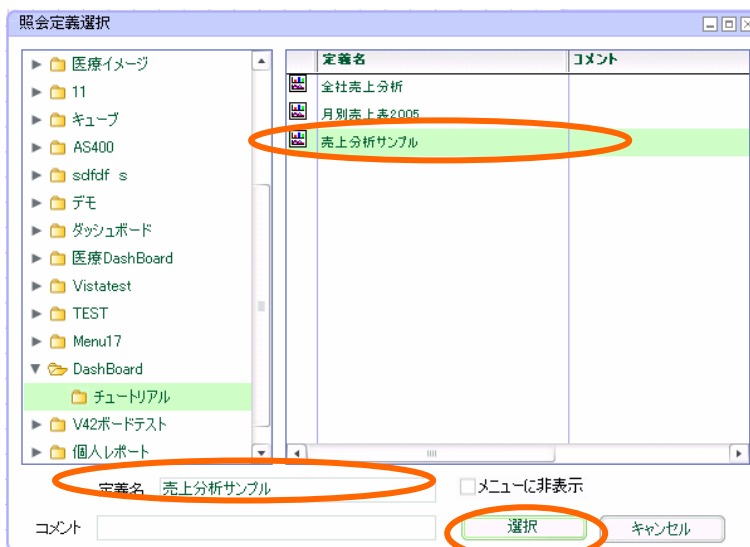 照会定義選択
医療イメージ
11
キューブ
AS400
sdfdf s
デモ
ダッシュボード
医療DashBoard
Vistatest
TEST
Menu17
DashBoard
チュートリアル
V42ボードテスト
個人レポート
定義名 コメント
全社売上分析
月別売上表2005
売上分析サンプル
定義名 売上分析サンプル メニューに非表示
コメント 選択 キャンセル